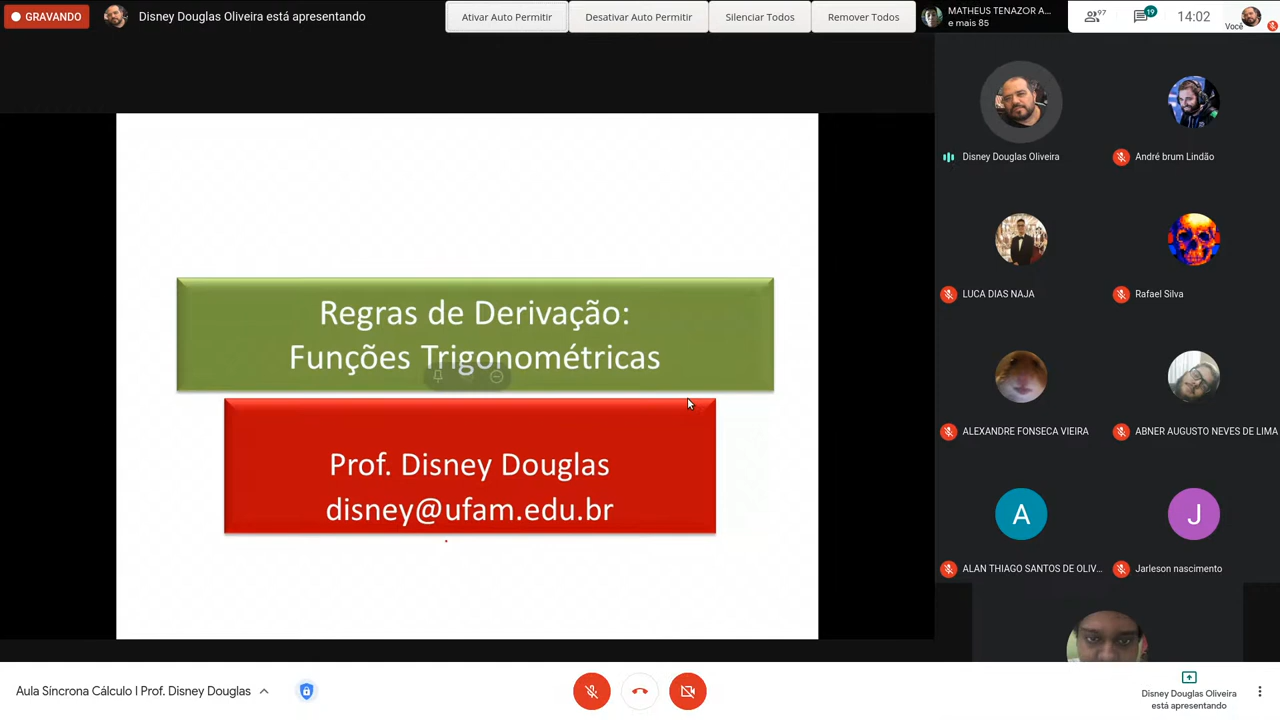 GRAVANDO
Disney Douglas Oliveira está apresentando
Ativar Auto Permitir
Desativar Auto Permitir
Silenciar Todos
Remover Todos
MATHEUS TENAZOR A...
e mais 85
97
19
14:02
Você
Regras de Derivação:
Funções Trigonométricas
Prof. Disney Douglas
disney@ufam.edu.br
Disney Douglas Oliveira
André brum Lindão
LUCA DIAS NAJA
Rafael Silva
ALEXANDRE FONSECA VIEIRA
ABNER AUGUSTO NEVES DE LIMA
A
J
ALAN THIAGO SANTOS DE OLIV...
Jarleson nascimento
Aula Síncrona Cálculo I Prof. Disney Douglas
Disney Douglas Oliveira
está apresentando